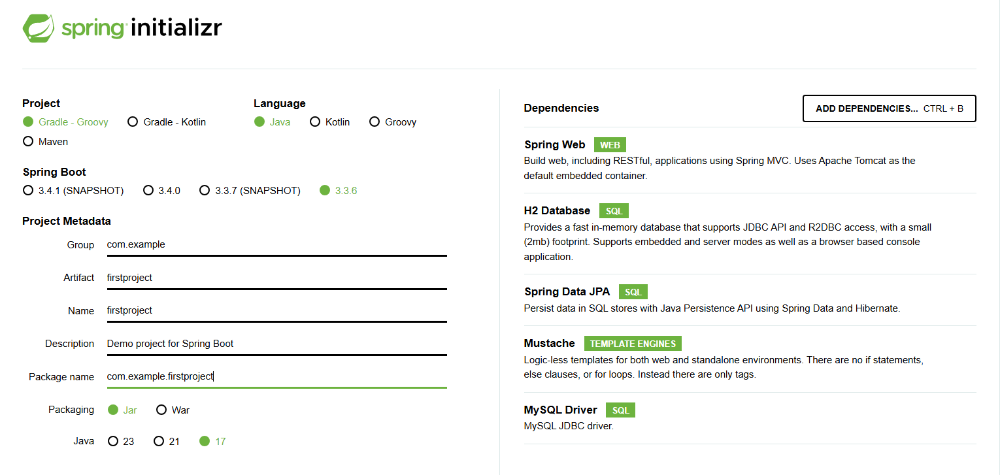 spring initializr
Project
Gradle - Groovy Gradle - Kotlin
Maven
Language
Java Kotlin Groovy
Spring Boot
3.4.1 (SNAPSHOT) 3.4.0 3.3.7 (SNAPSHOT) 3.3.6
Project Metadata
Group com.example
Artifact firstproject
Name firstproject
Description Demo project for Spring Boot
Package name com.example.firstproject
Packaging Jar War
Java 23 21 17
Dependencies
ADD DEPENDENCIES... CTRL + B
Spring Web WEB
Build web, including RESTful, applications using Spring MVC. Uses Apache Tomcat as the
default embedded container.
H2 Database SQL
Provides a fast in-memory database that supports JDBC API and R2DBC access, with a small
(2mb) footprint. Supports embedded and server modes as well as a browser based console
application.
Spring Data JPA SQL
Persist data in SQL stores with Java Persistence API using Spring Data and Hibernate.
Mustache TEMPLATE ENGINES
Logic-less templates for both web and standalone environments. There are no if statements,
else clauses, or for loops. Instead there are only tags.
MySQL Driver SQL
MySQL JDBC driver.